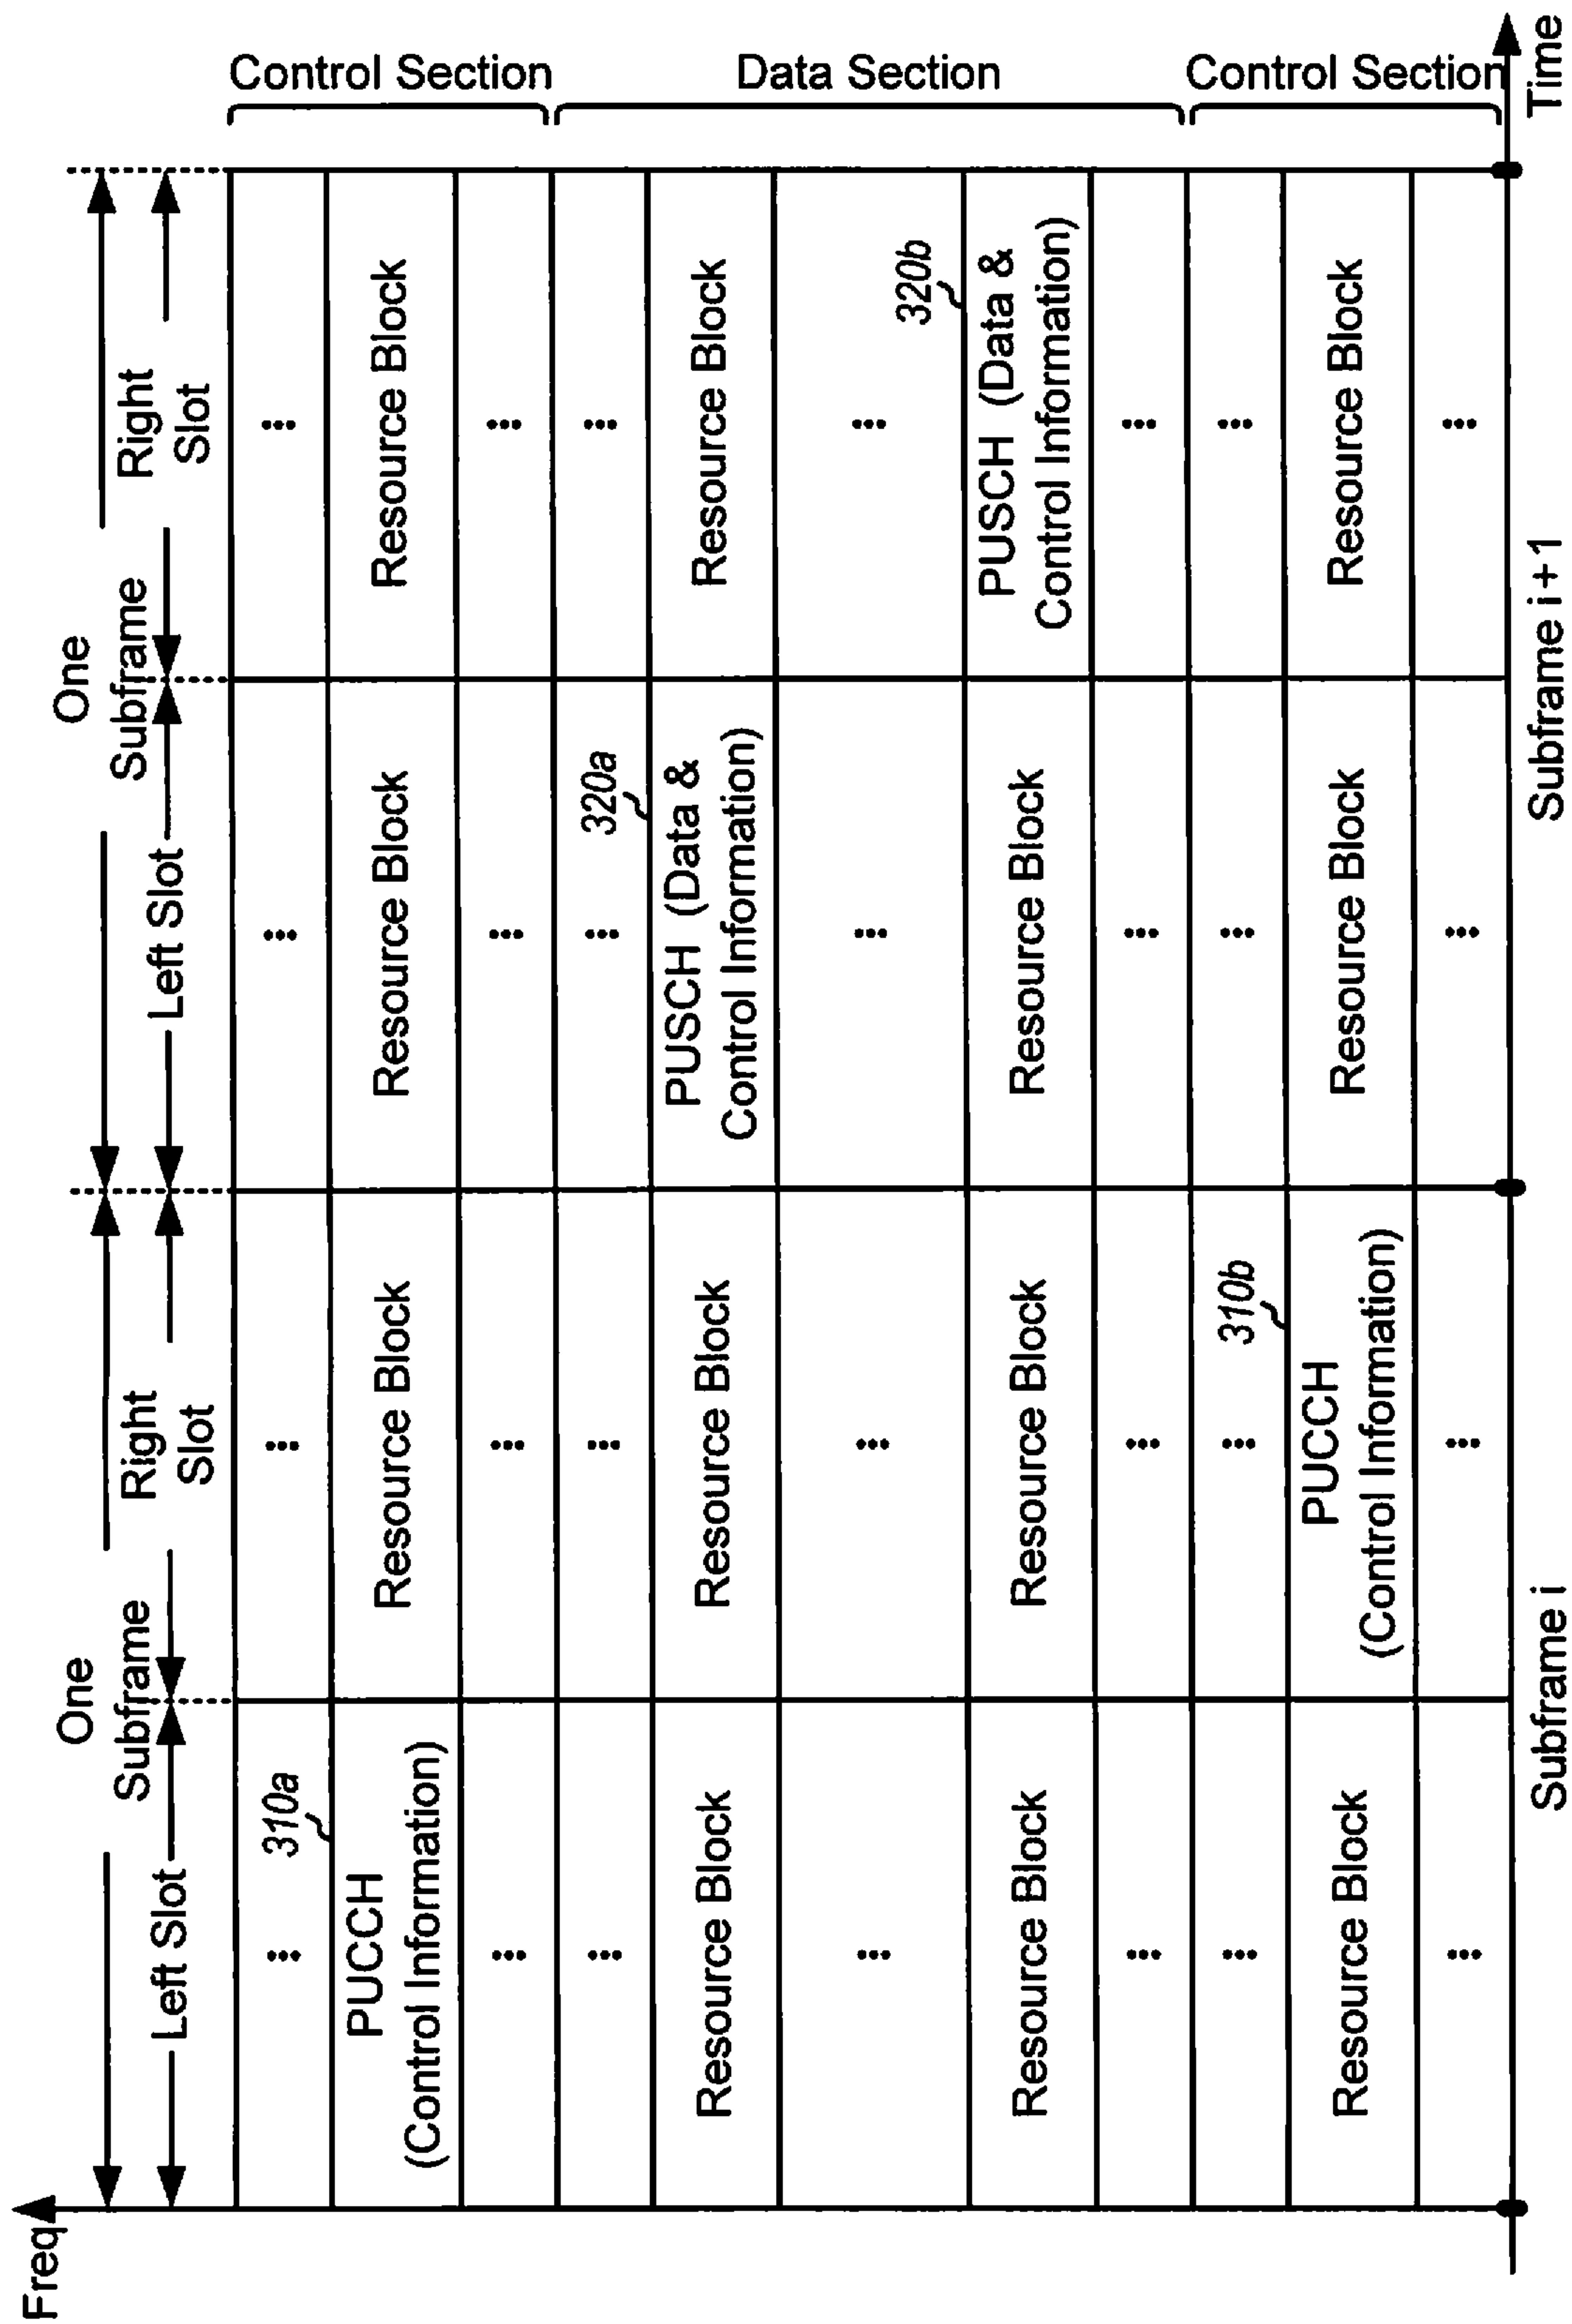 Freq
One
Subframe
One
Subframe
Left Slot
Right
Slot
Left Slot
Right
Slot
... ... ... ...
310a
PUCCH
(Control Information)
Resource Block
Resource Block
Resource Block
Control Section
... ... ... ...
... ... ... ...
320a
Resource Block
Resource Block
PUSCH (Data &
Control Information)
Resource Block
... ... ... ...
Data Section
320b
Resource Block
Resource Block
Resource Block
PUSCH (Data &
Control Information)
... ... ... ...
... ... ... ...
310b
Resource Block
PUCCH
(Control Information)
Resource Block
Resource Block
Control Section
... ... ... ...
Subframe i
Subframe i+1
Time